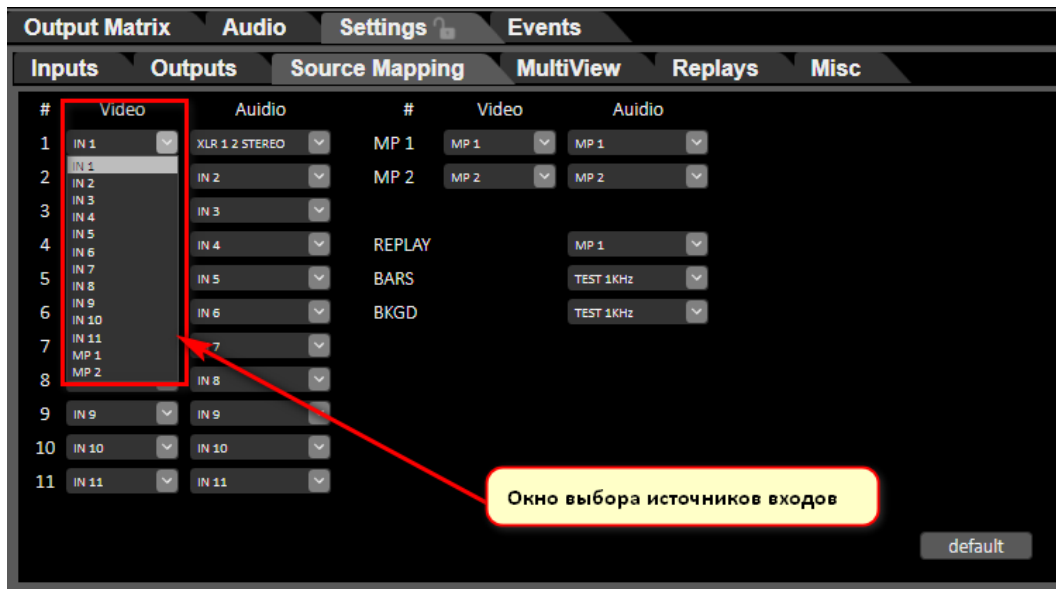 Output Matrix Audio Settings Events
Inputs Outputs Source Mapping MultiView Replays Misc
# Video Auidio # Video Auidio
1 IN 1 XLR 1 2 STEREO MP 1 MP 1 MP 1
IN 1
2 IN 2 IN 2 MP 2 MP 2 MP 2
IN 3
3 IN 4 IN 3
IN 5
4 IN 6 IN 4 REPLAY MP 1
IN 7
5 IN 8 IN 5 BARS TEST 1KHz
IN 9
6 IN 10 IN 6 BKGD TEST 1KHz
IN 11
7 MP 1 7
8 MP 2 IN 8
9 IN 9 IN 9
10 IN 10 IN 10
11 IN 11 IN 11
Окно выбора источников входов
default